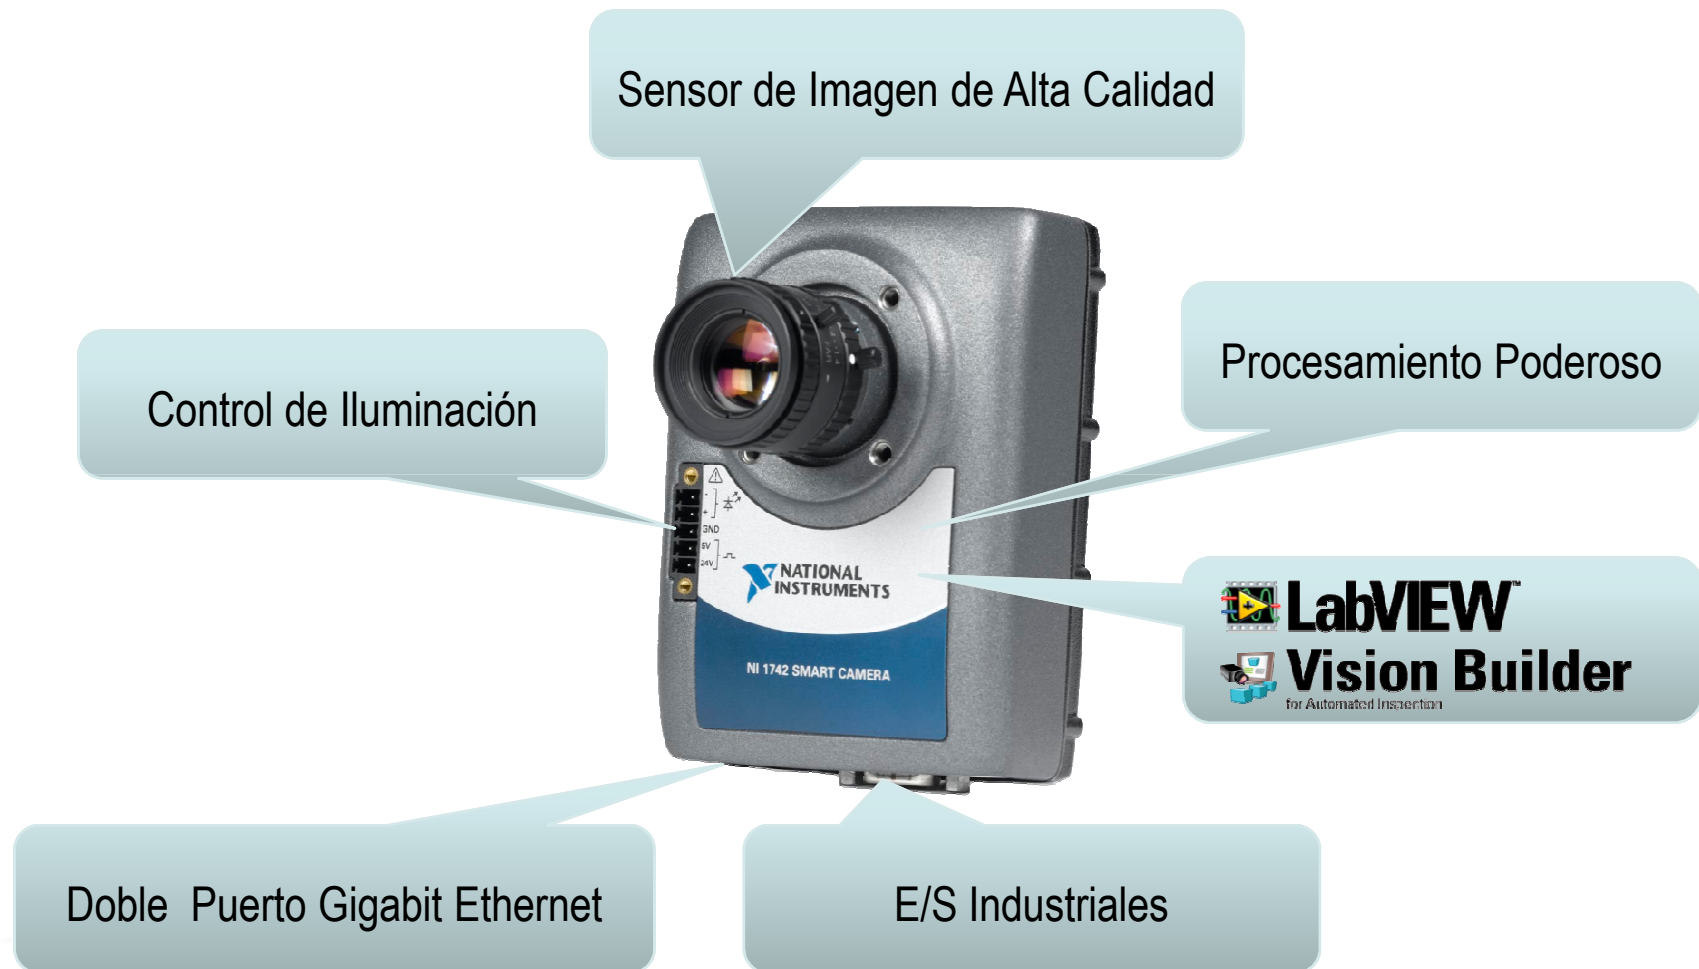 Sensor de Imagen de Alta Calidad
Control de Iluminación
Procesamiento Poderoso
-
+
GND
5V
24V
NATIONAL
INSTRUMENTS
NI 1742 SMART CAMERA
LabVIEW™
Vision Builder
for Automated Inspection
Doble Puerto Gigabit Ethernet
E/S Industriales